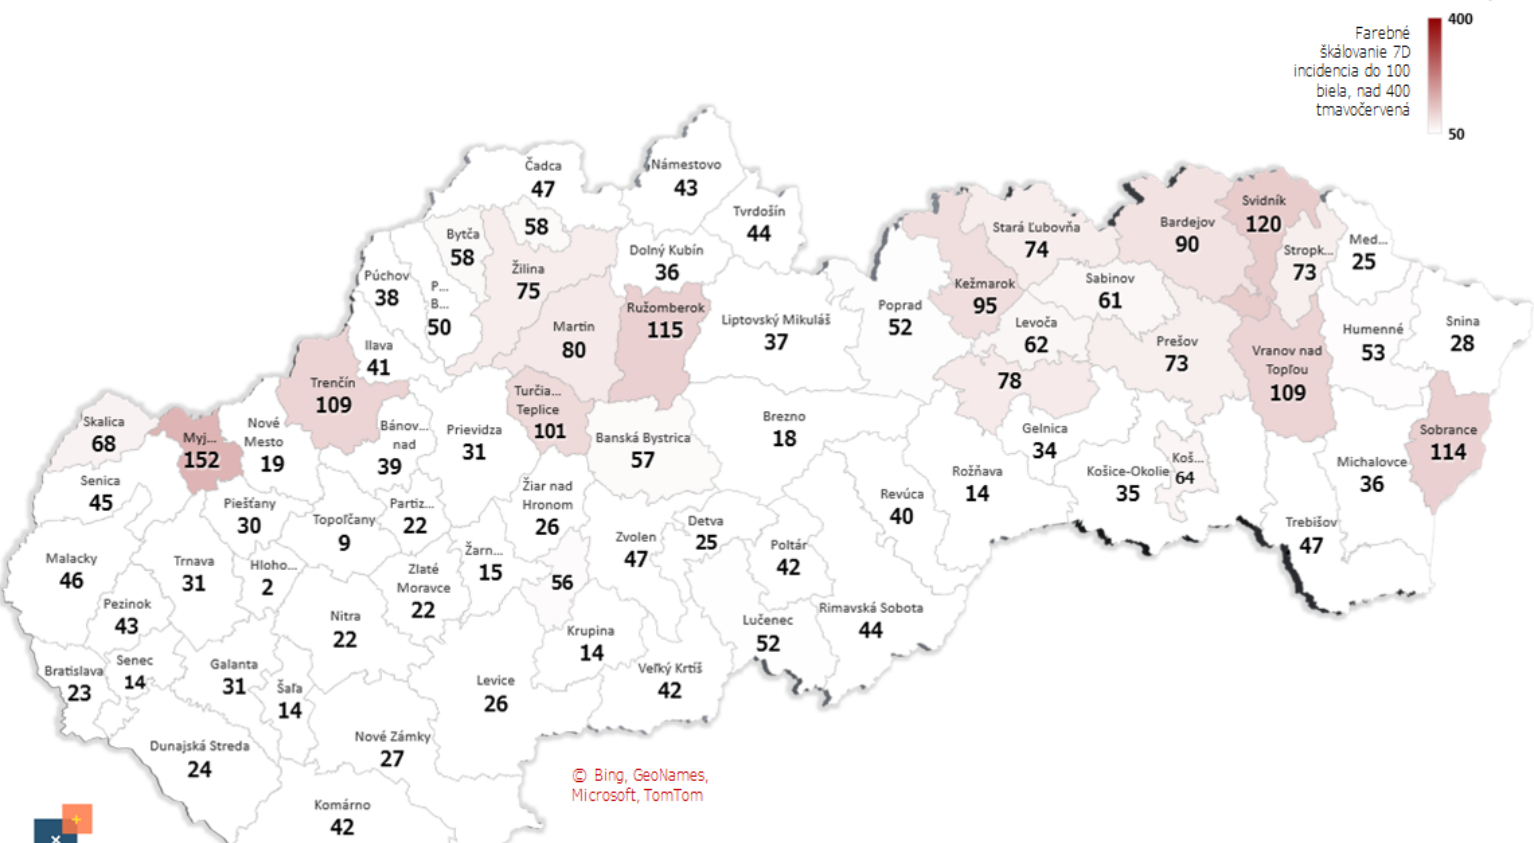 400
Farebné
škálovanie 7D
incidencia do 100
biela, nad 400
tmavočervená
50
Čadca
47
Námestovo
43
Tvrdošín
44
58
Bytča
58
Dolný Kubín
36
Žilina
75
Púchov
38
P...
B...
50
Ružomberok
115
Martin
80
Liptovský Mikuláš
37
Ilava
41
Poprad
52
Kežmarok
95
Stará Ľubovňa
74
Bardejov
90
Svidník
120
Stropk...
73
Med...
25
Sabinov
61
Levoča
62
Prešov
73
Vranov nad
Topľou
109
Humenné
53
Snina
28
78
Trenčín
109
Turčia...
Teplice
101
Skalica
68
Myj...
152
Nové
Mesto
19
Bánov...
nad
39
Prievidza
31
Banská Bystrica
57
Brezno
18
Gelnica
34
Rožňava
14
Košice-Okolie
35
Koš...
64
Michalovce
36
Sobrance
114
Senica
45
Piešťany
30
Topoľčany
9
Partiz...
22
Žiar nad
Hronom
26
Revúca
40
Trebišov
47
Malacky
46
Trnava
31
Hloho...
2
Zlaté
Moravce
22
Žarn...
15
56
Zvolen
47
Detva
25
Poltár
42
Pezinok
43
Nitra
22
Krupina
14
Lučenec
52
Rimavská Sobota
44
Bratislava
23
Senec
14
Galanta
31
Šaľa
14
Levice
26
Veľký Krtíš
42
Dunajská Streda
24
Nové Zámky
27
Komárno
42
© Bing, GeoNames,
Microsoft, TomTom